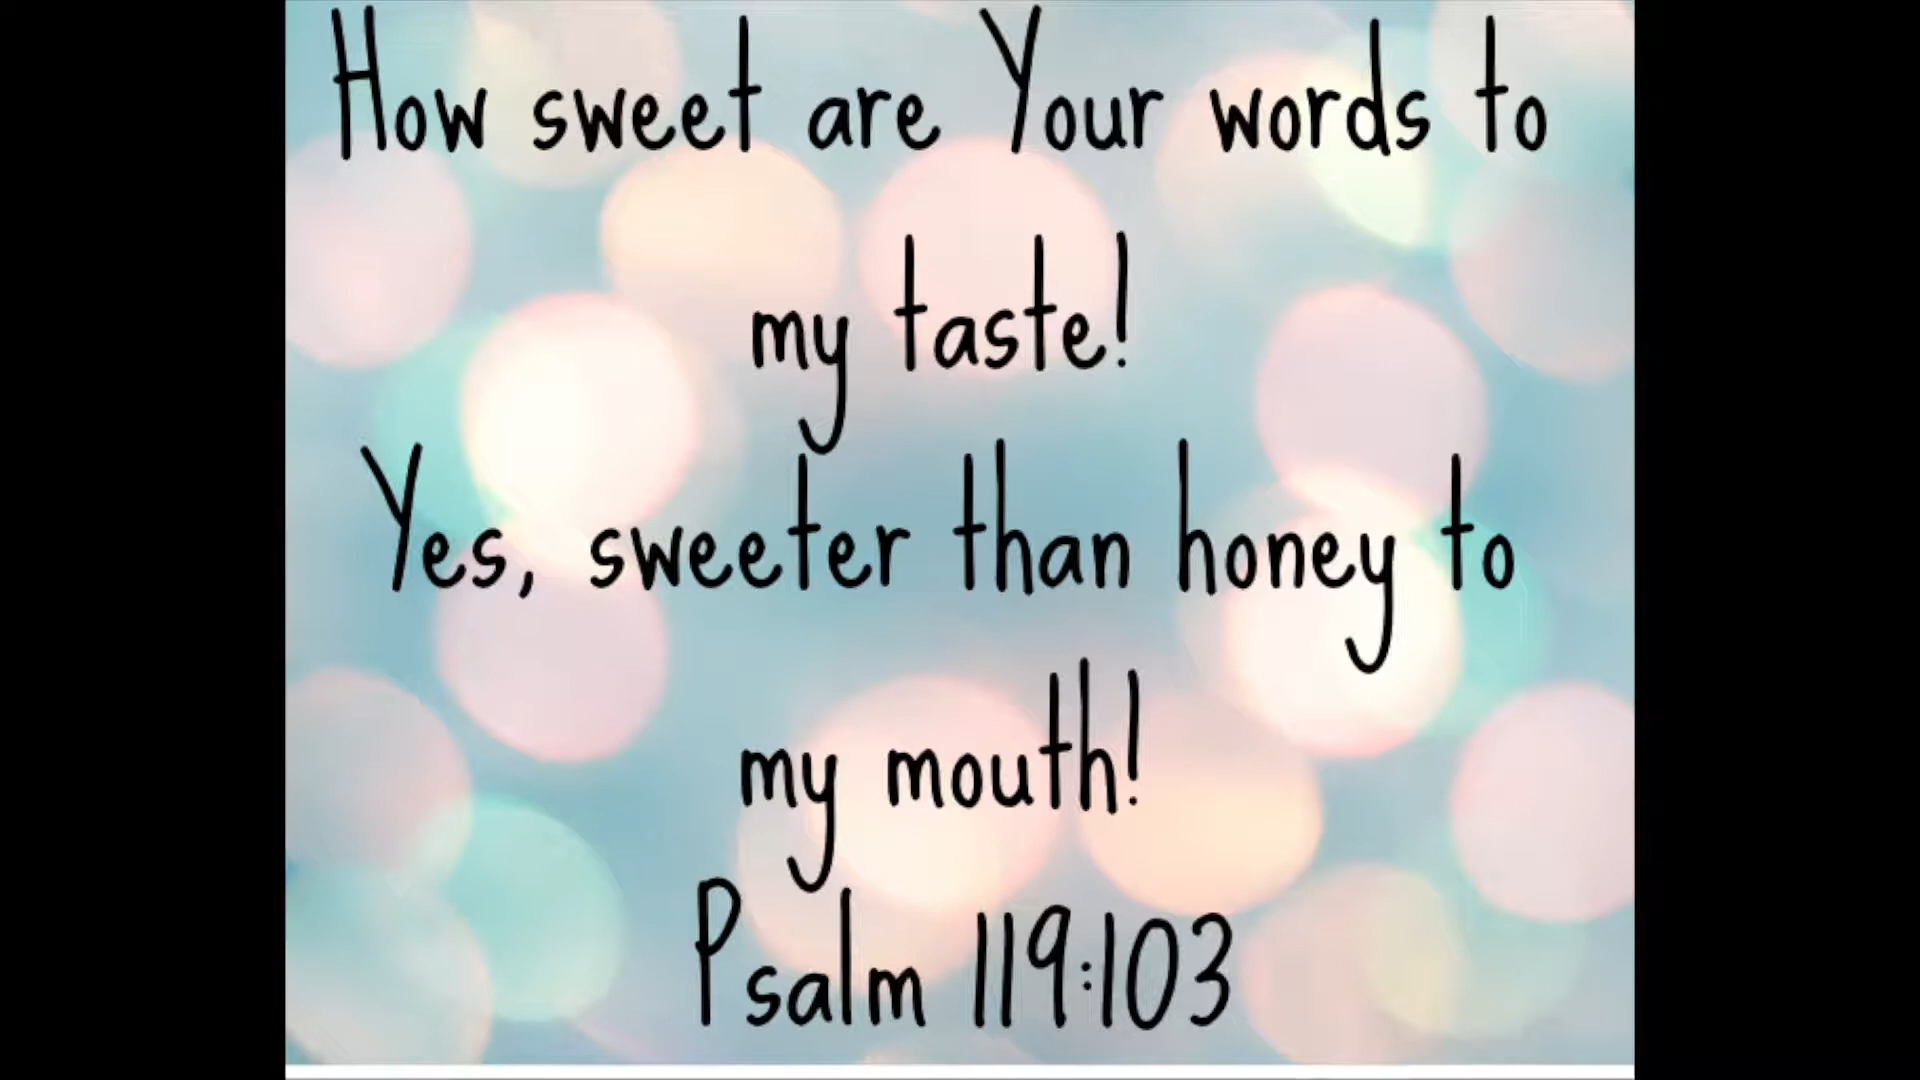 How sweet are Your words to
my taste!
Yes, sweeter than honey to
my mouth!
Psalm 119:103